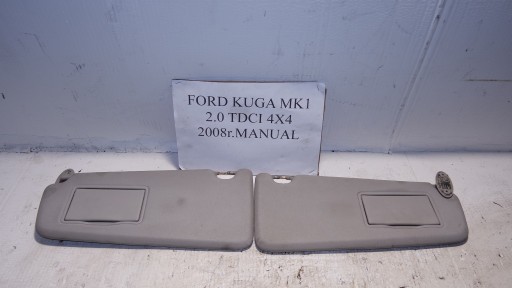 FORD KUGA MK1
2.0 TDCI 4X4
2008r.MANUAL